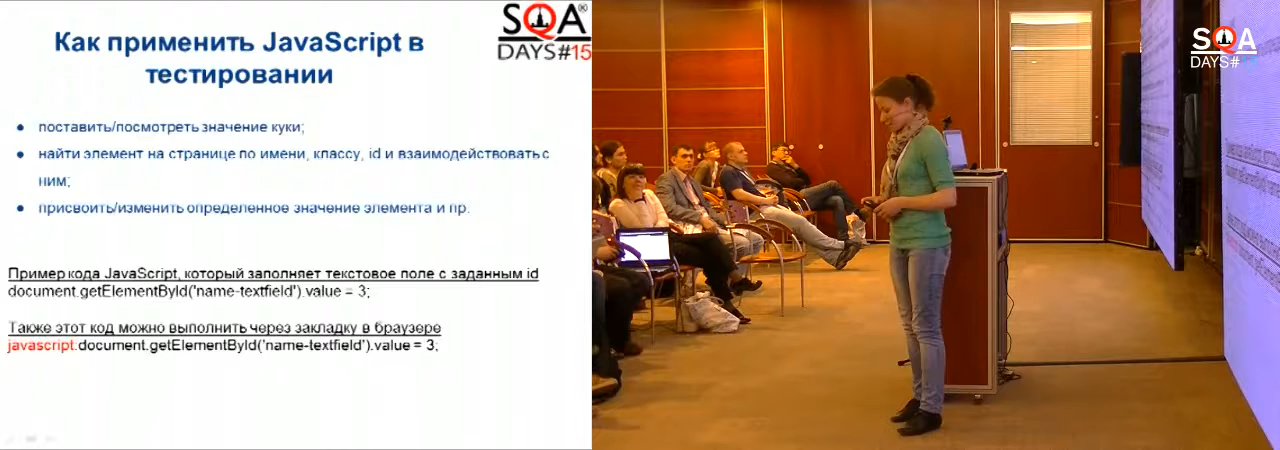 SQA®
DAYS#15
Как применить JavaScript в
тестировании
поставить/посмотреть значение куки;
найти элемент на странице по имени, классу, id и взаимодействовать с
ним;
присвоить/изменить определенное значение элемента и пр.
Пример кода JavaScript, который заполняет текстовое поле с заданным id
document.getElementById('name-textfield').value = 3;
Также этот код можно выполнить через закладку в браузере
javascript:document.getElementById('name-textfield').value = 3;
SQA
DAYS#